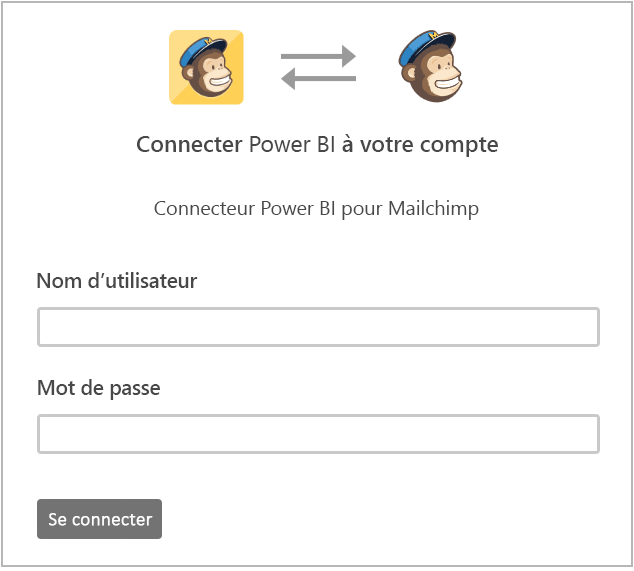 Connecter Power BI à votre compte
Connecteur Power BI pour Mailchimp
Nom d’utilisateur
Mot de passe
Se connecter